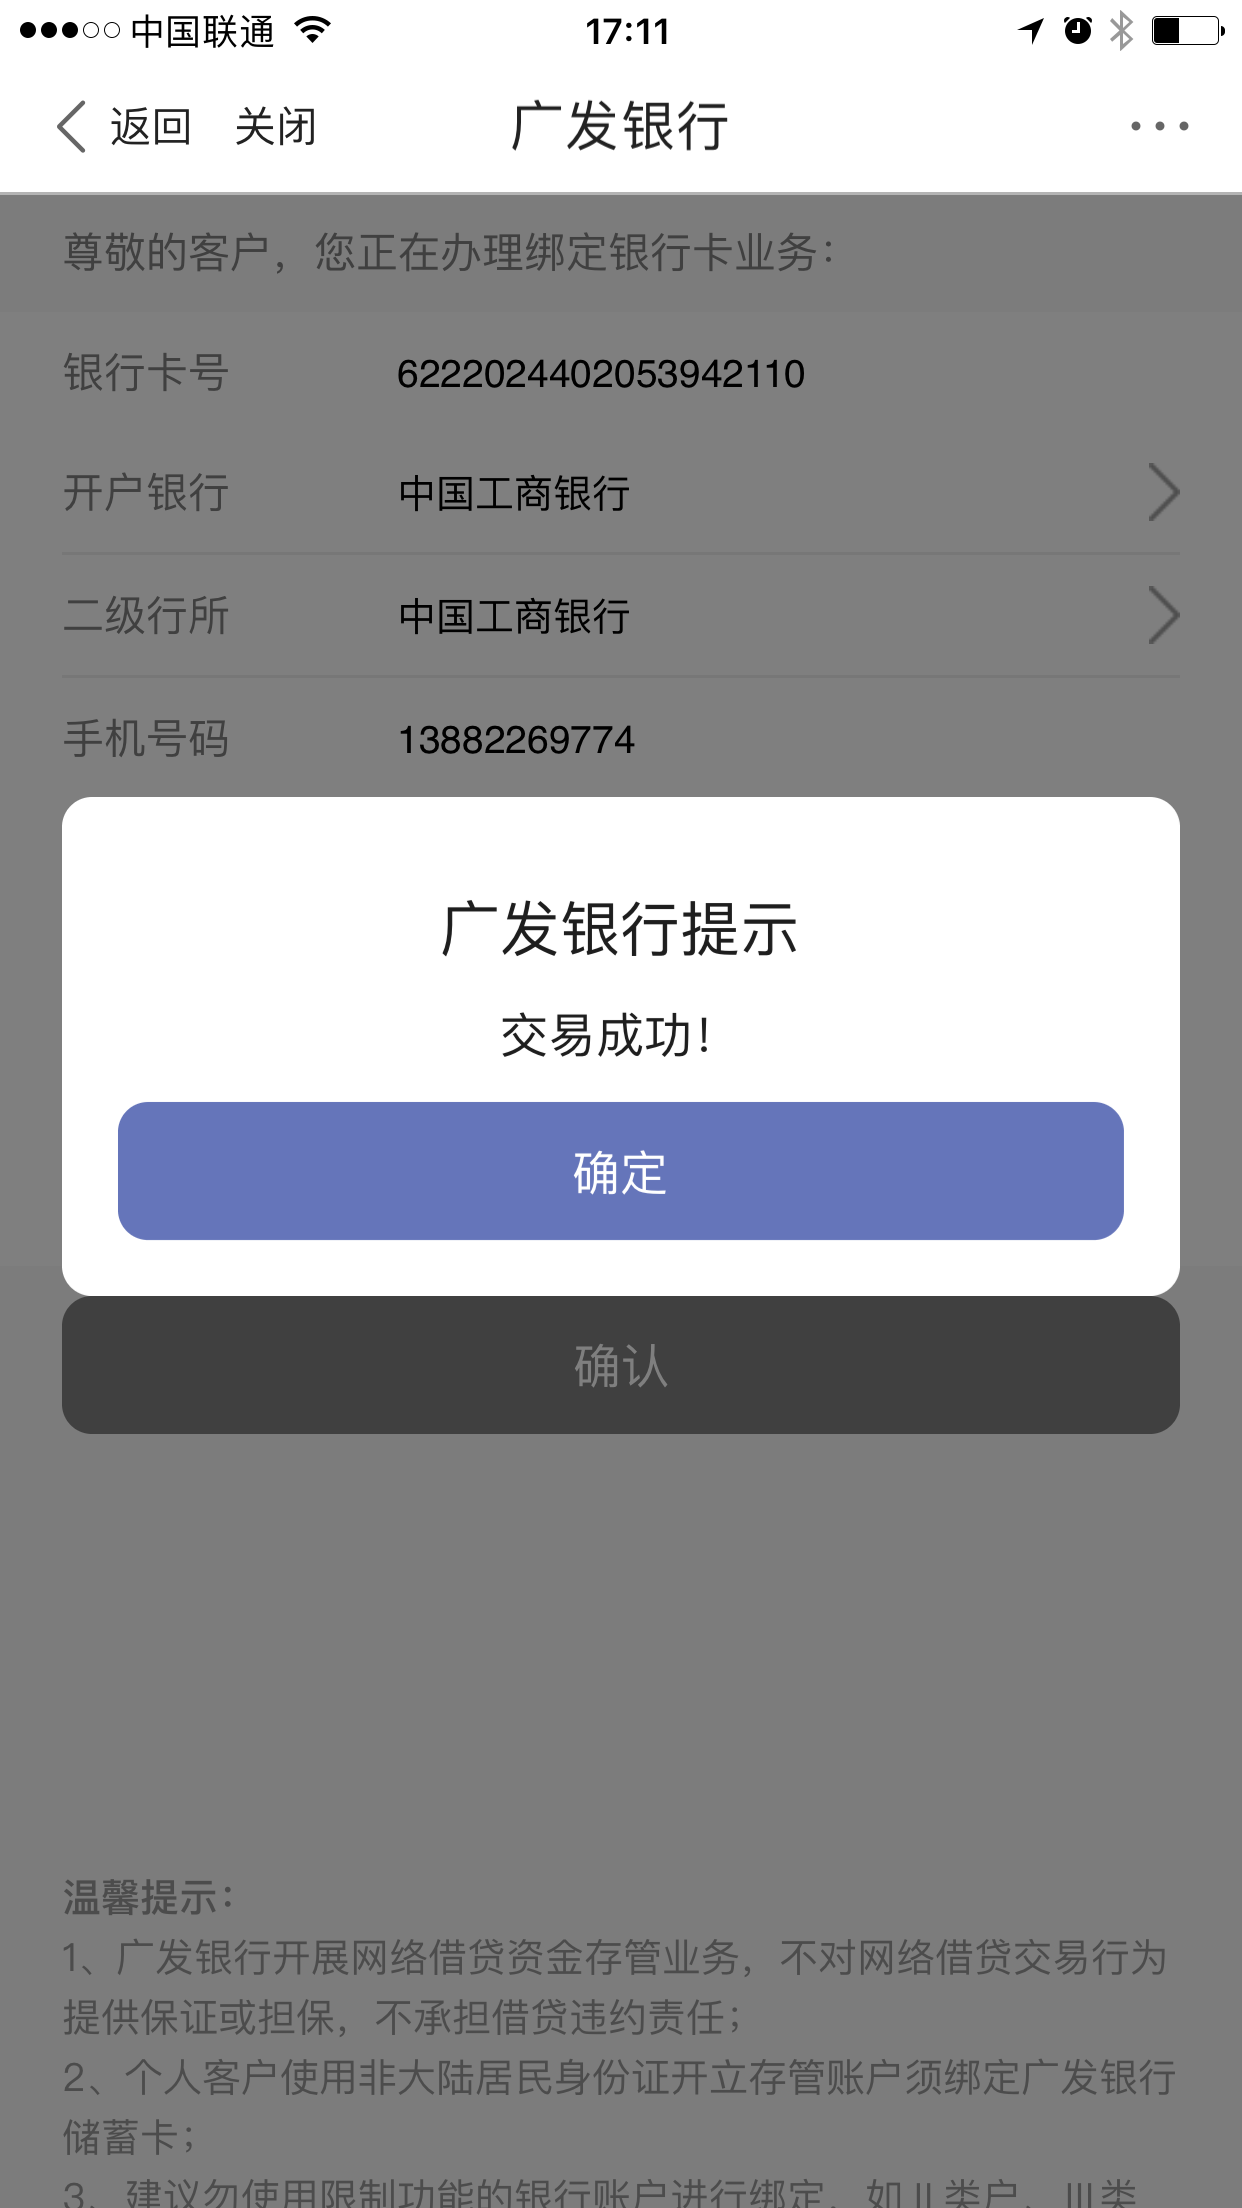 中国联通 17:11
返回 关闭 广发银行
尊敬的客户，您正在办理绑定银行卡业务：
银行卡号 6222024402053942110
开户银行 中国工商银行
二级行所 中国工商银行
手机号码 13882269774
广发银行提示
交易成功！
确定
确认
温馨提示：
1、广发银行开展网络借贷资金存管业务，不对网络借贷交易行为
提供保证或担保，不承担借贷违约责任；
2、个人客户使用非大陆居民身份证开立存管账户须绑定广发银行
储蓄卡；
3、建议勿使用限制功能的银行账户进行绑定，如Ⅱ类户、Ⅲ类